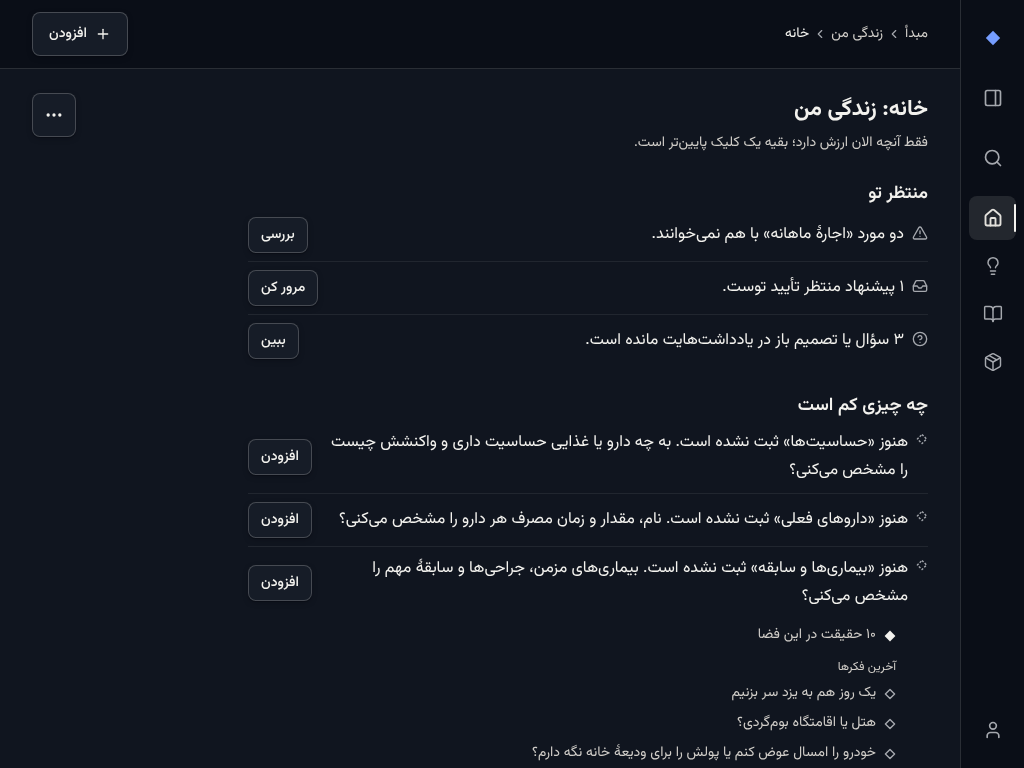 مبدأ › زندگی من › خانه
افزودن
خانه: زندگی من
فقط آنچه الان ارزش دارد؛ بقیه یک کلیک پایین‌تر است.
منتظر تو
دو مورد «اجارهٔ ماهانه» با هم نمی‌خوانند.
بررسی
۱ پیشنهاد منتظر تأیید توست.
مرور کن
۳ سؤال یا تصمیم باز در یادداشت‌هایت مانده است.
ببین
چه چیزی کم است
هنوز «حساسیت‌ها» ثبت نشده است. به چه دارو یا غذایی حساسیت داری و واکنشش چیست
را مشخص می‌کنی؟
افزودن
هنوز «داروهای فعلی» ثبت نشده است. نام، مقدار و زمان مصرف هر دارو را مشخص می‌کنی؟
افزودن
هنوز «بیماری‌ها و سابقه» ثبت نشده است. بیماری‌های مزمن، جراحی‌ها و سابقهٔ مهم را
مشخص می‌کنی؟
افزودن
۱۰ حقیقت در این فضا
آخرین فکرها
یک روز هم به یزد سر بزنیم
هتل یا اقامتگاه بوم‌گردی؟
خودرو را امسال عوض کنم یا پولش را برای ودیعهٔ خانه نگه دارم؟